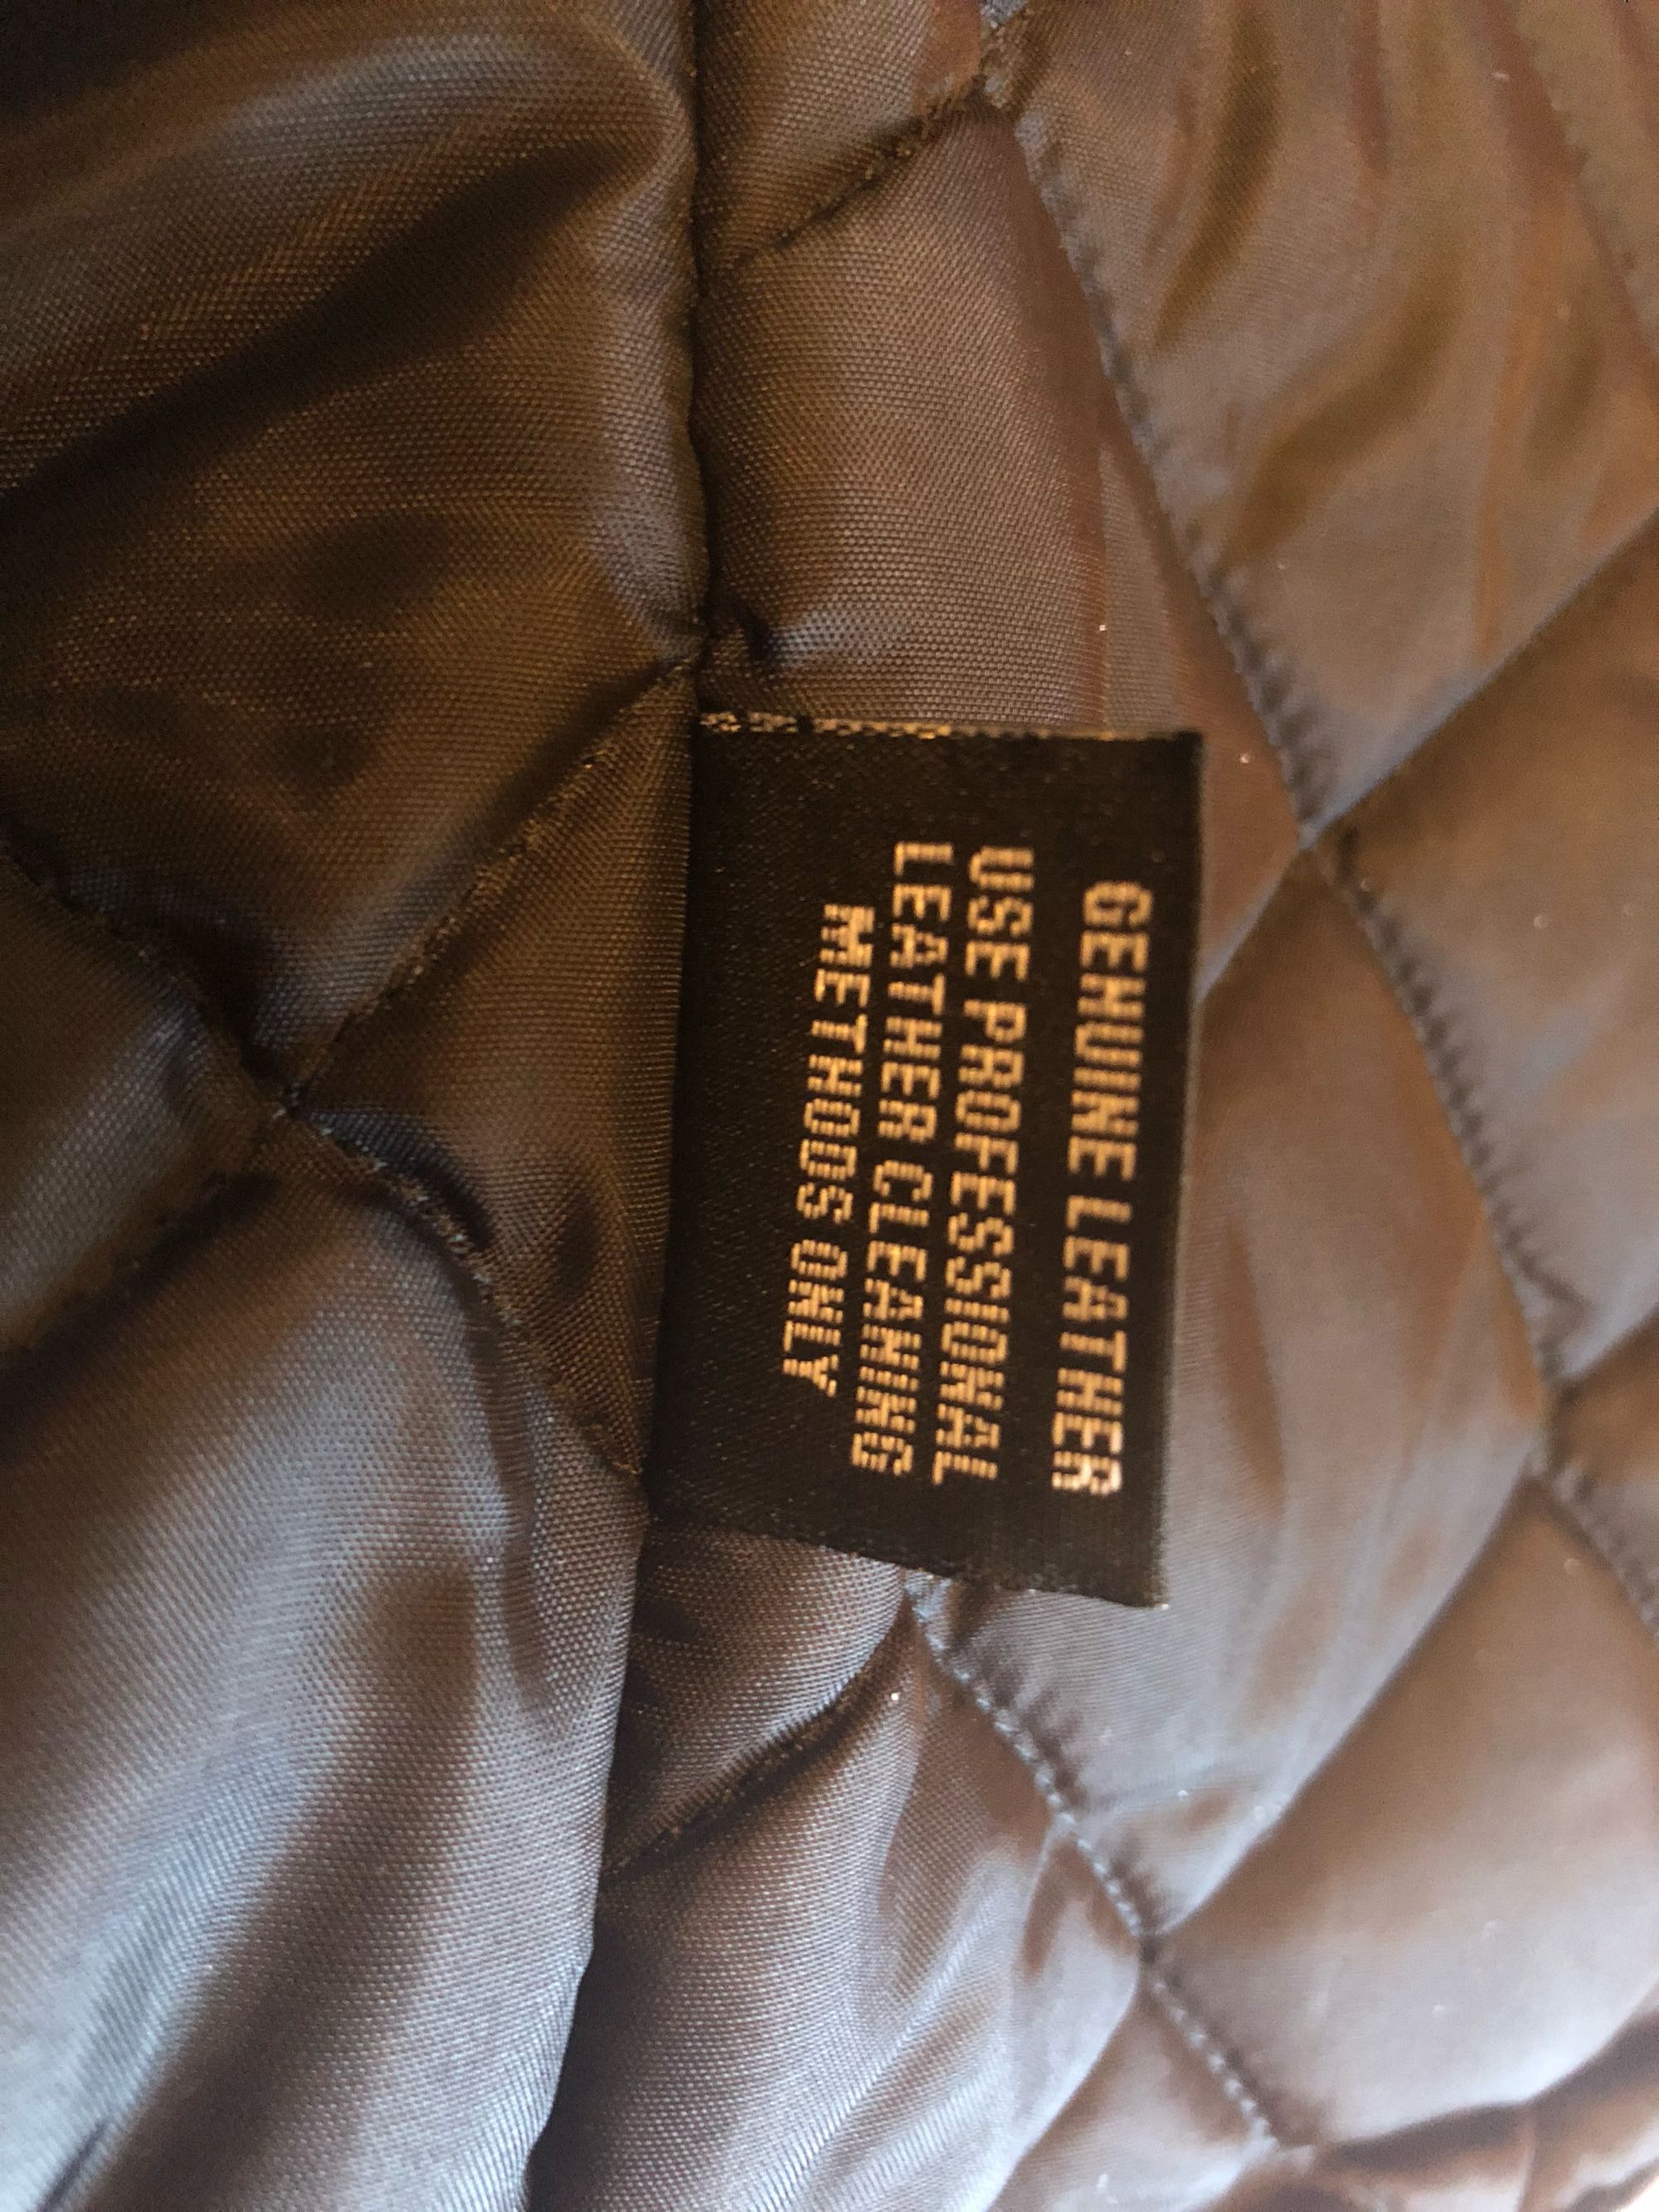 GENUINE LEATHER
USE PROFESSIONAL
LEATHER CLEANING
METHODS ONLY